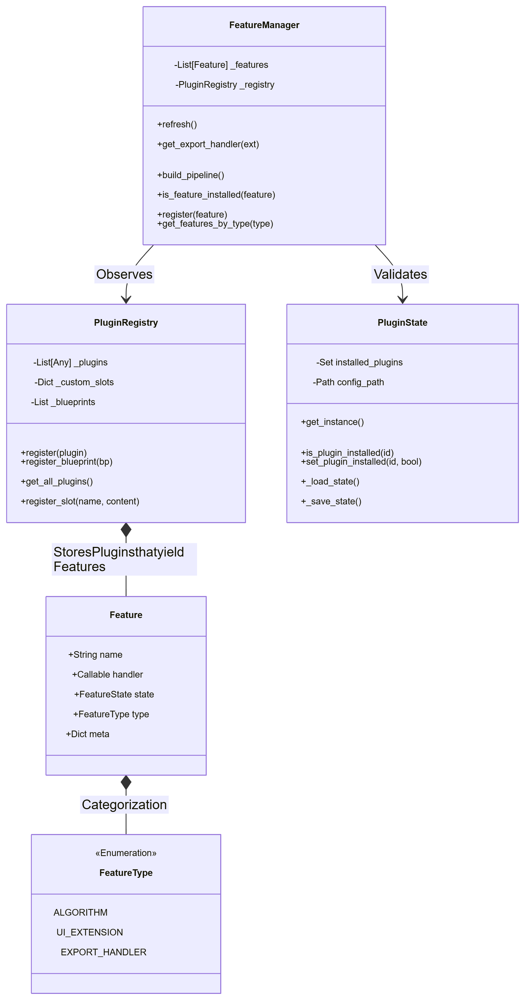 FeatureManager
-List[Feature] _features
-PluginRegistry _registry
+refresh()
+get_export_handler(ext)
+build_pipeline()
+is_feature_installed(feature)
+register(feature)
+get_features_by_type(type)
Observes
Validates
PluginRegistry
-List[Any] _plugins
-Dict _custom_slots
-List _blueprints
+register(plugin)
+register_blueprint(bp)
+get_all_plugins()
+register_slot(name, content)
PluginState
-Set installed_plugins
-Path config_path
+get_instance()
+is_plugin_installed(id)
+set_plugin_installed(id, bool)
+_load_state()
+_save_state()
StoresPluginsthatyield
Features
Feature
+String name
+Callable handler
+FeatureState state
+FeatureType type
+Dict meta
Categorization
«Enumeration»
FeatureType
ALGORITHM
UI_EXTENSION
EXPORT_HANDLER